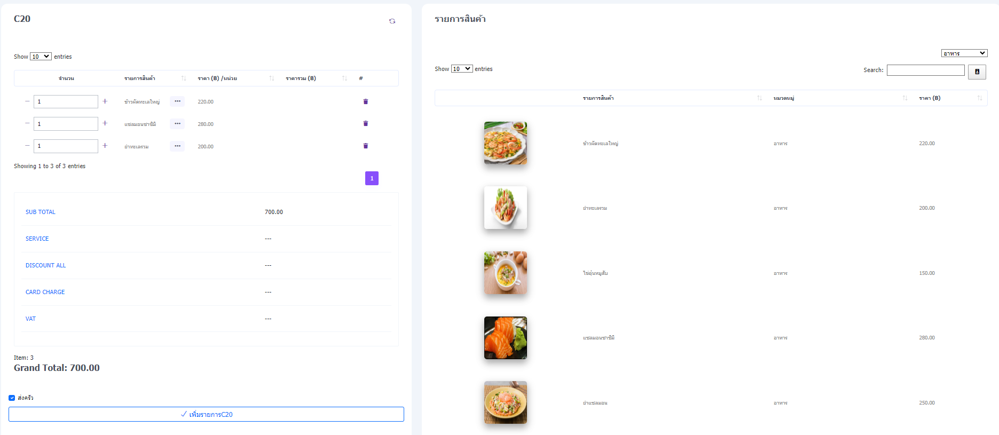 C20
Show 10 entries
จำนวน รายการสินค้า ราคา (B) /หน่วย ราคารวม (B) #
1 ข้าวผัดทะเลใหญ่ ••• 220.00
1 แซลมอนซาซิมิ ••• 280.00
1 ยำทะเลรวม ••• 200.00
Showing 1 to 3 of 3 entries
1
SUB TOTAL 700.00
SERVICE ---
DISCOUNT ALL ---
CARD CHARGE ---
VAT ---
Item: 3
Grand Total: 700.00
ส่งครัว
เพิ่มรายการC20
รายการสินค้า
อาหาร
Show 10 entries Search:
รายการสินค้า หมวดหมู่ ราคา (B)
ข้าวผัดทะเลใหญ่ อาหาร 220.00
ยำทะเลรวม อาหาร 200.00
ไข่ตุ๋นหมูสับ อาหาร 150.00
แซลมอนซาซิมิ อาหาร 280.00
ยำแซลมอน อาหาร 250.00